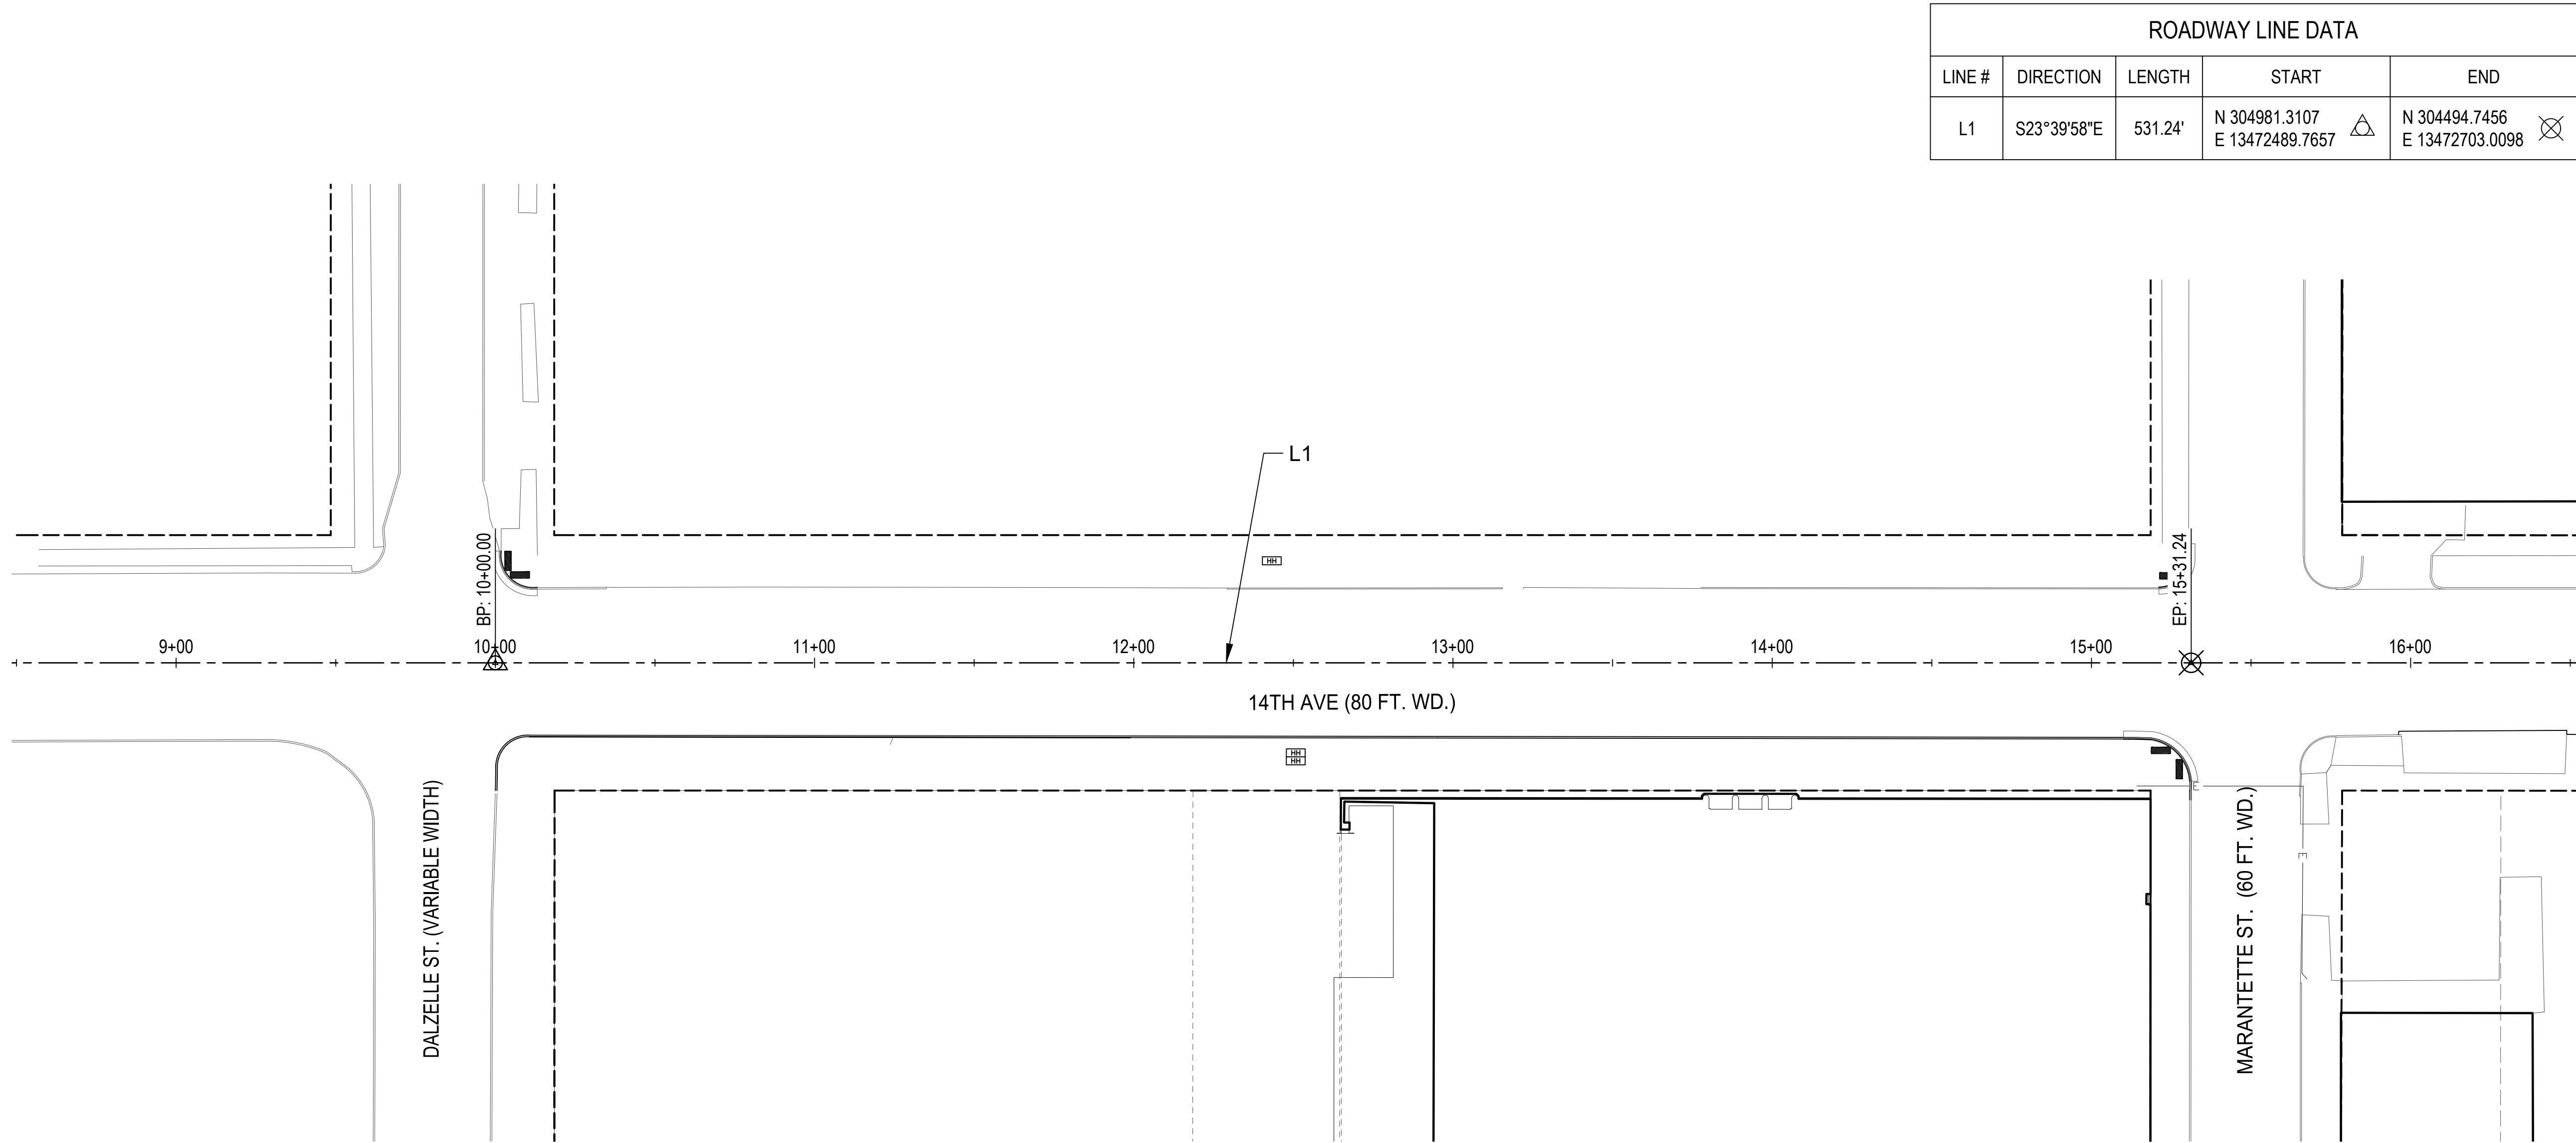 ROADWAY LINE DATA
LINE # DIRECTION LENGTH START END
L1 S23°39'58"E 531.24' N 304981.3107 E 13472489.7657 N 304494.7456 E 13472703.0098
L1
HH
BP: 10+00.00
EP: 15+31.24
9+00 10+00 11+00 12+00 13+00 14+00 15+00 16+00
14TH AVE (80 FT. WD.)
HH
HH
DALZELLE ST. (VARIABLE WIDTH)
MARANTETTE ST. (60 FT. WD.)